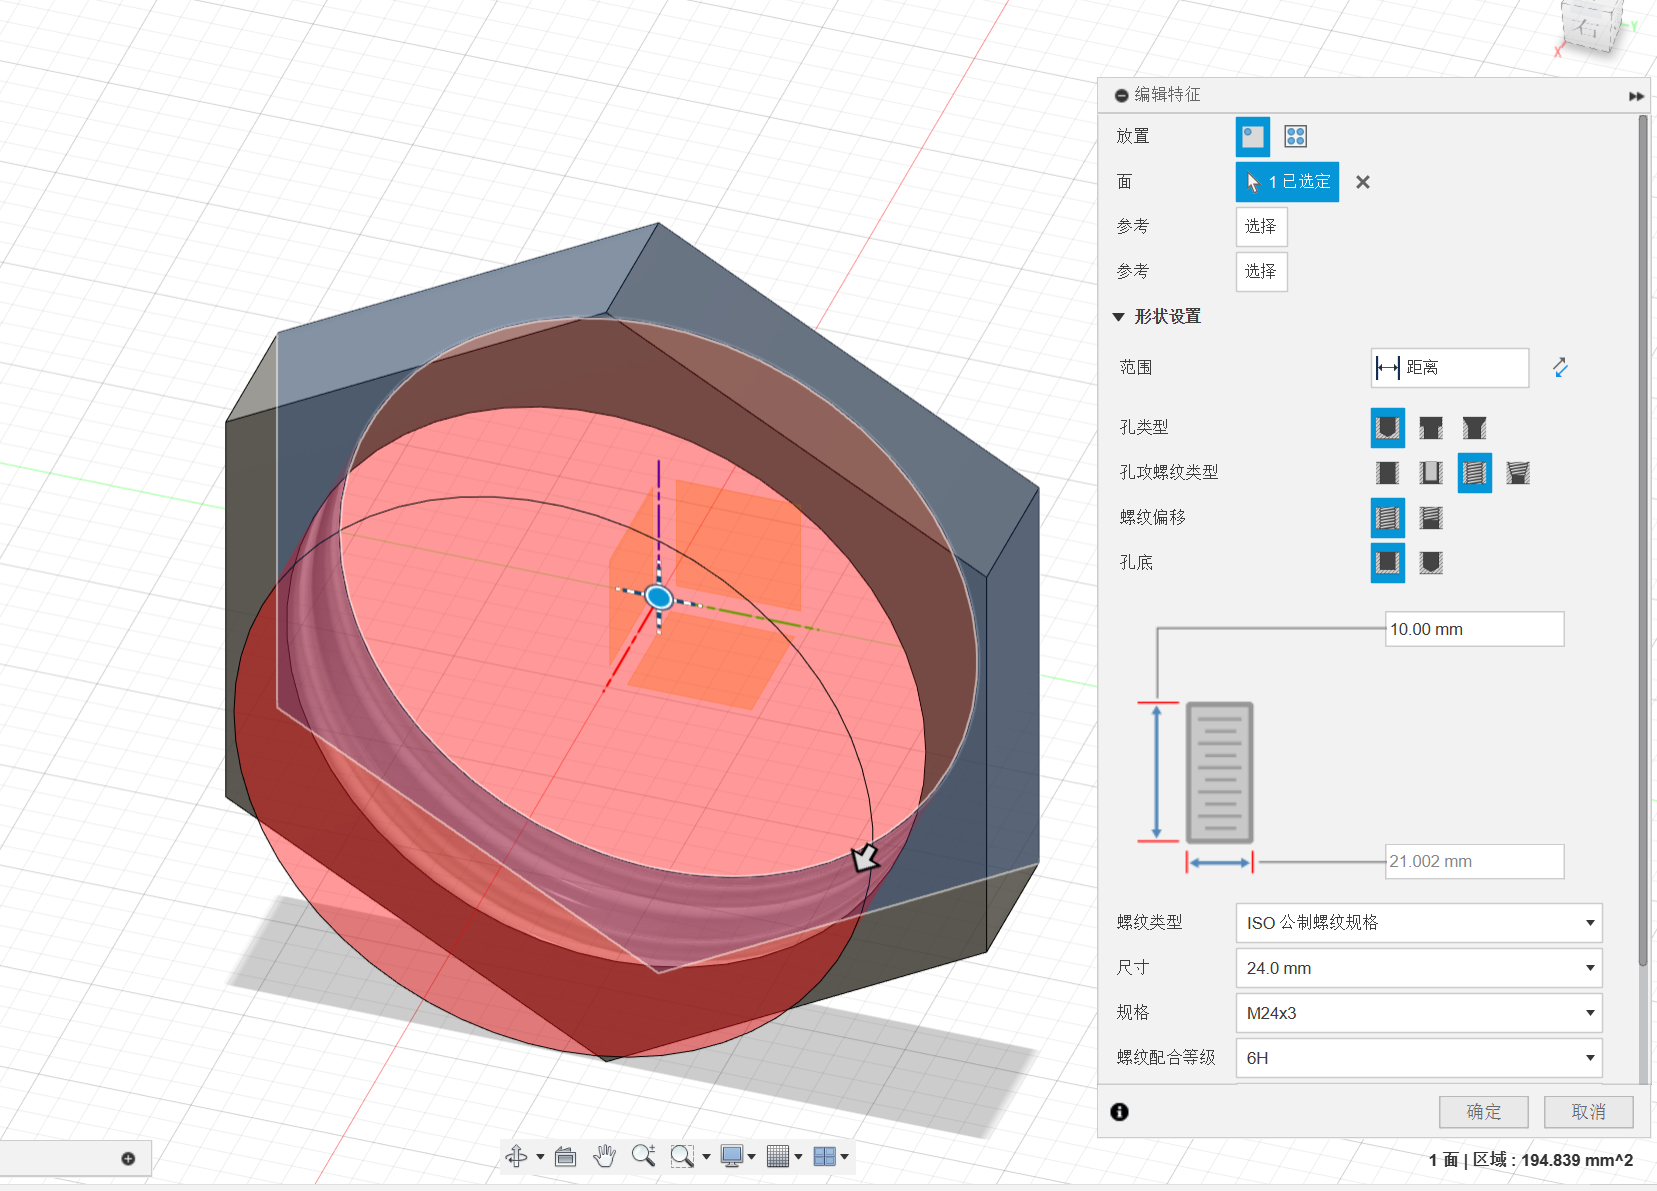 右
Y
X
编辑特征
放置
面
1 已选定
参考
选择
参考
选择
形状设置
范围
距离
孔类型
孔攻螺纹类型
螺纹偏移
孔底
10.00 mm
21.002 mm
螺纹类型
ISO 公制螺纹规格
尺寸
24.0 mm
规格
M24x3
螺纹配合等级
6H
确定
取消
1 面 | 区域 : 194.839 mm^2